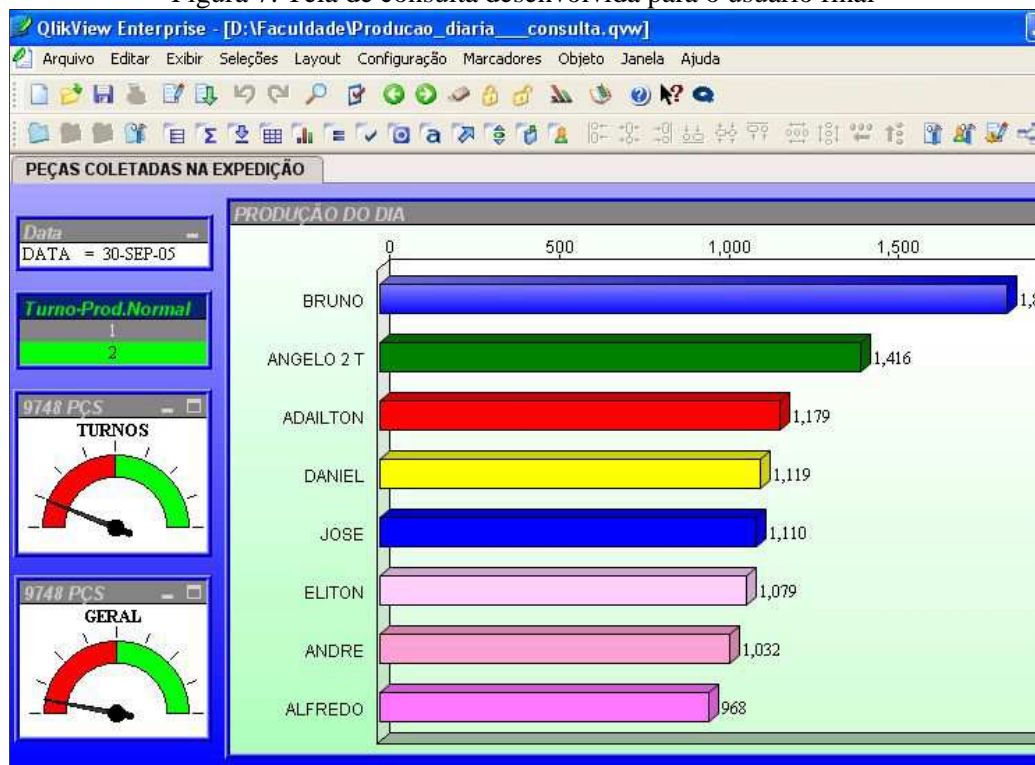 Figura 7. Tela de consulta desenvolvida para o usuário final
QlikView Enterprise - [D:\Faculdade\Producao_diaria___consulta.qvw]
Arquivo Editar Exibir Seleções Layout Configuração Marcadores Objeto Janela Ajuda
PEÇAS COLETADAS NA EXPEDIÇÃO
Data
DATA = 30-SEP-05
Turno-Prod.Normal
1
2
9748 PÇS
TURNOS
9748 PÇS
GERAL
PRODUÇÃO DO DIA
0 500 1,000 1,500
BRUNO
ANGELO 2 T 1,416
ADAILTON 1,179
DANIEL 1,119
JOSE 1,110
ELITON 1,079
ANDRE 1,032
ALFREDO 968